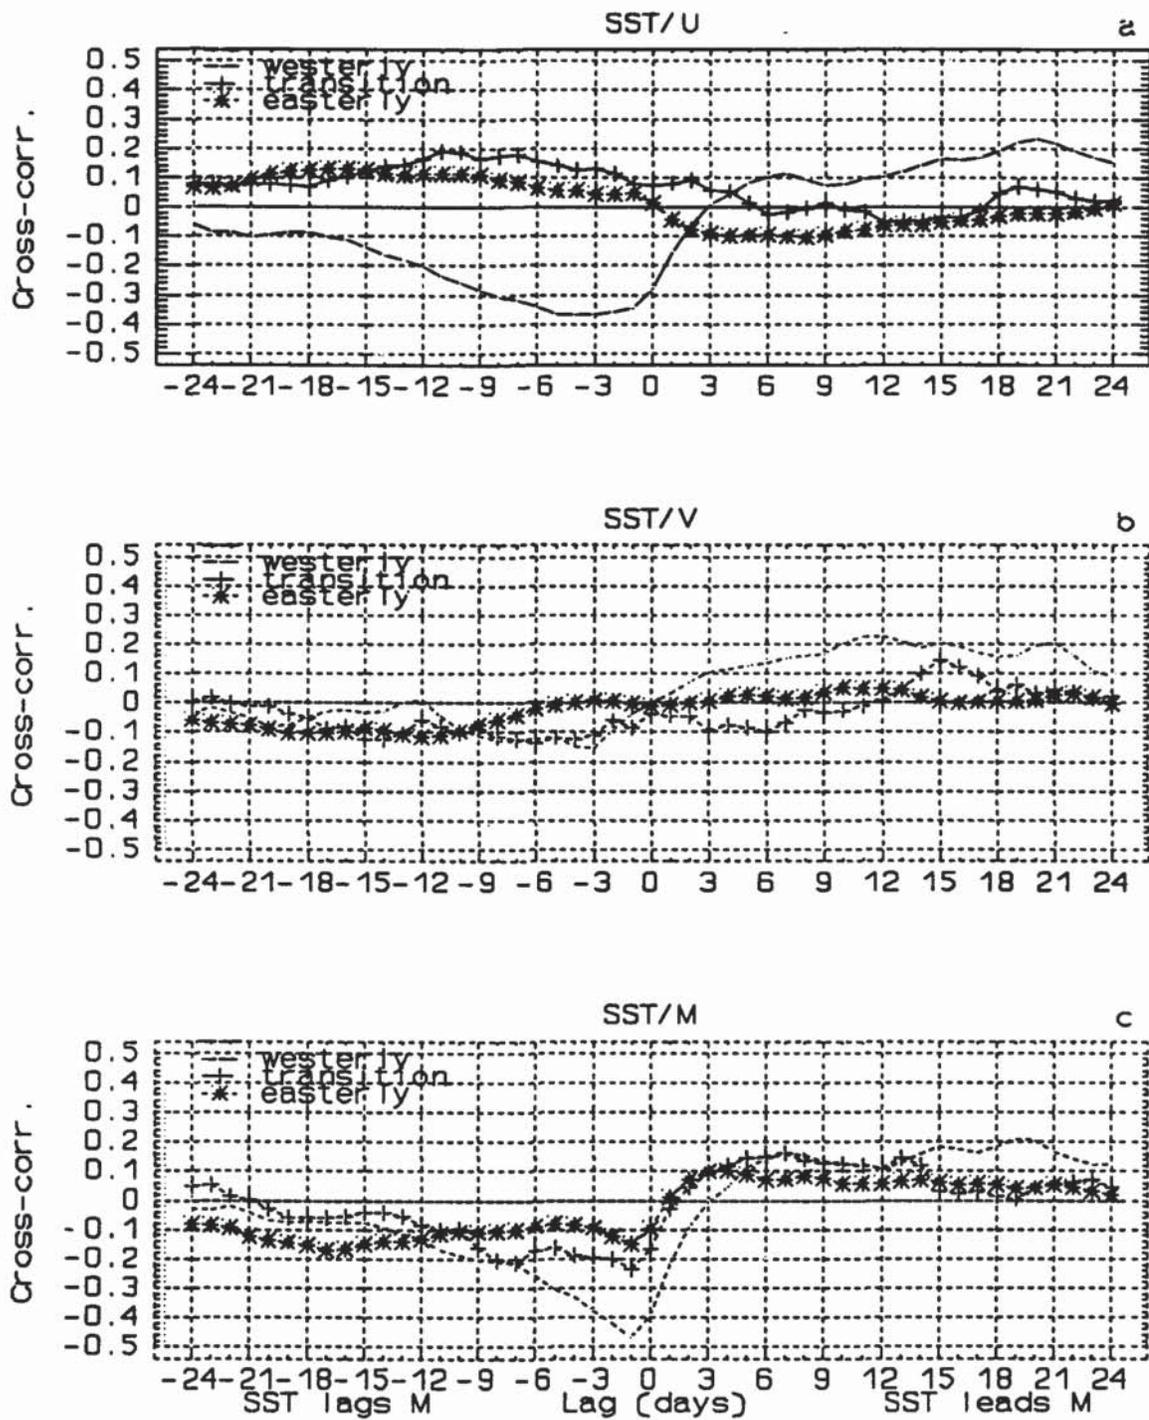 SST/U a
0.5
0.4
0.3
0.2
0.1
0
-0.1
-0.2
-0.3
-0.4
-0.5
Cross-corr.
westerly
transition
easterly
-24 -21 -18 -15 -12 -9 -6 -3 0 3 6 9 12 15 18 21 24
SST/V b
0.5
0.4
0.3
0.2
0.1
0
-0.1
-0.2
-0.3
-0.4
-0.5
Cross-corr.
westerly
transition
easterly
-24 -21 -18 -15 -12 -9 -6 -3 0 3 6 9 12 15 18 21 24
SST/M c
0.5
0.4
0.3
0.2
0.1
0
-0.1
-0.2
-0.3
-0.4
-0.5
Cross-corr.
westerly
transition
easterly
-24 -21 -18 -15 -12 -9 -6 -3 0 3 6 9 12 15 18 21 24
SST lags M Lag (days) SST leads M